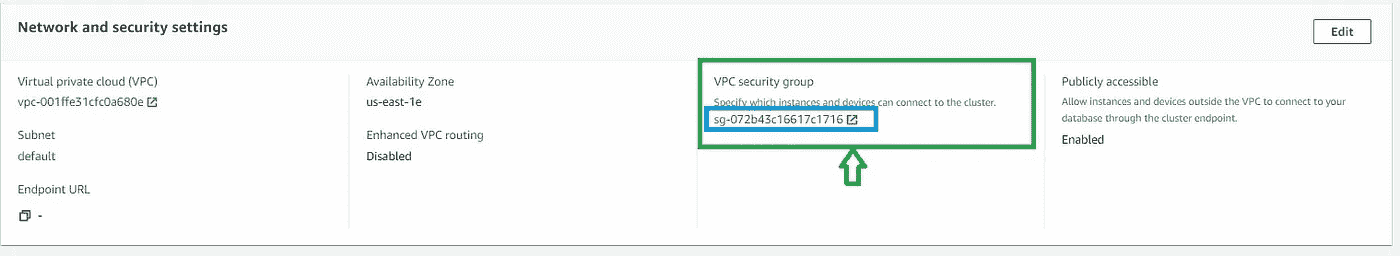 Network and security settings
Edit
Virtual private cloud (VPC)
vpc-001ffe31cfc0a680e
Subnet
default
Endpoint URL
-
Availability Zone
us-east-1e
Enhanced VPC routing
Disabled
VPC security group
Specify which instances and devices can connect to the cluster.
sg-072b43c16617c1716
Publicly accessible
Allow instances and devices outside the VPC to connect to your
database through the cluster endpoint.
Enabled